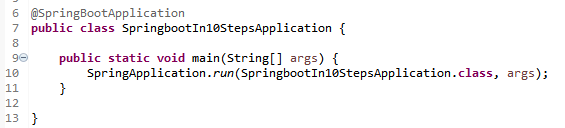 6 @SpringBootApplication
7 public class SpringbootIn10StepsApplication {
8
9 public static void main(String[] args) {
10 SpringApplication.run(SpringbootIn10StepsApplication.class, args);
11 }
12
13 }